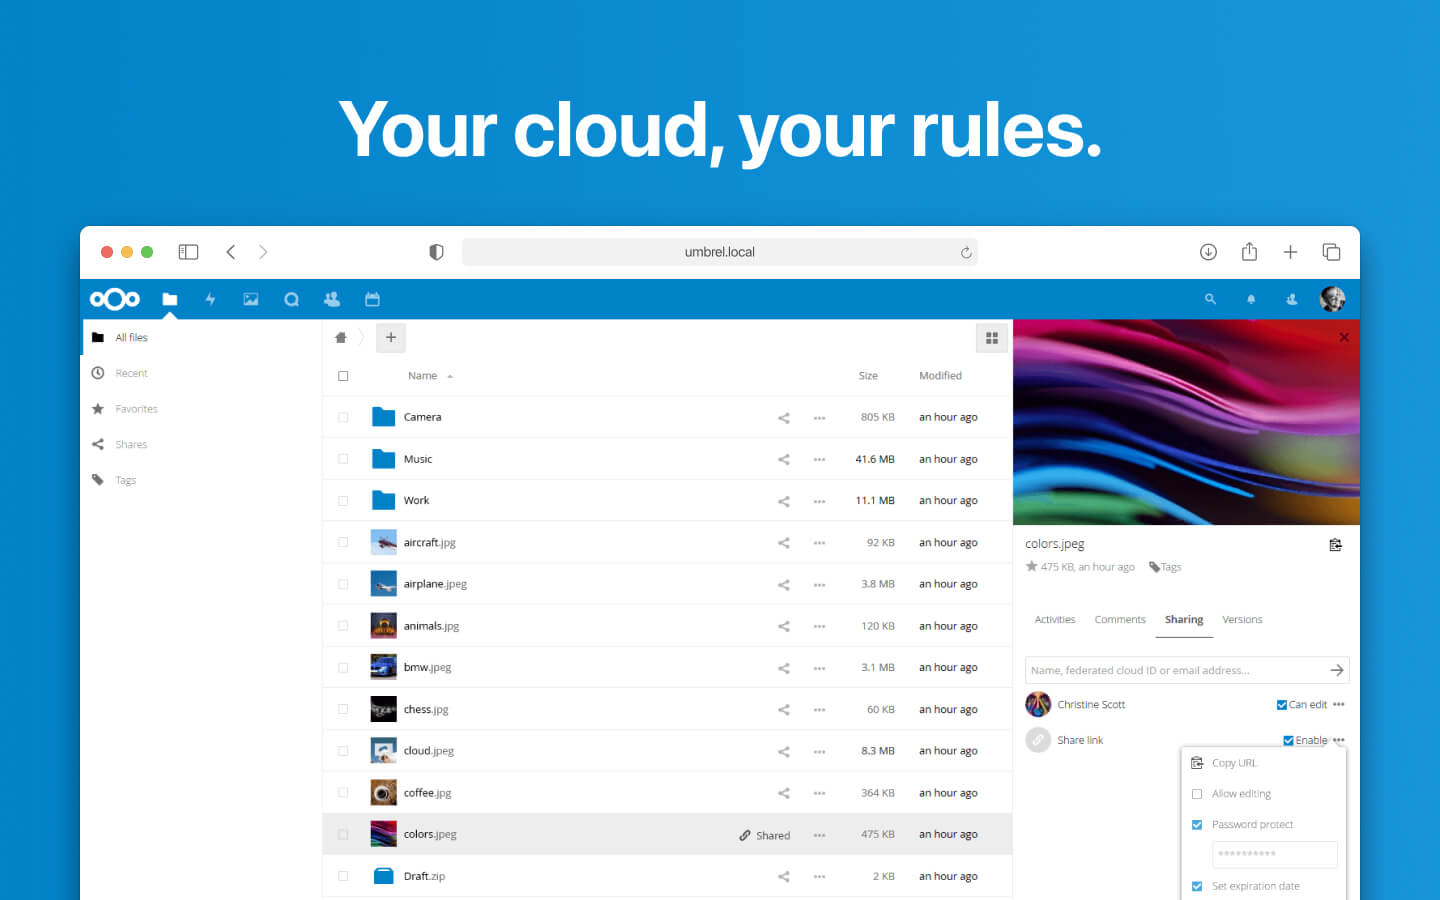 Your cloud, your rules.
umbrel.local
All files
Recent
Favorites
Shares
Tags
Name Size Modified
Camera 805 KB an hour ago
Music 41.6 MB an hour ago
Work 11.1 MB an hour ago
aircraft.jpg 92 KB an hour ago
airplane.jpeg 3.8 MB an hour ago
animals.jpg 120 KB an hour ago
bmw.jpeg 3.1 MB an hour ago
chess.jpg 60 KB an hour ago
cloud.jpeg 8.3 MB an hour ago
coffee.jpg 364 KB an hour ago
colors.jpeg Shared 475 KB an hour ago
Draft.zip 2 KB an hour ago
colors.jpeg
475 KB, an hour ago Tags
Activities Comments Sharing Versions
Name, federated cloud ID or email address...
Christine Scott Can edit
Share link Enable
Copy URL
Allow editing
Password protect
**********
Set expiration date